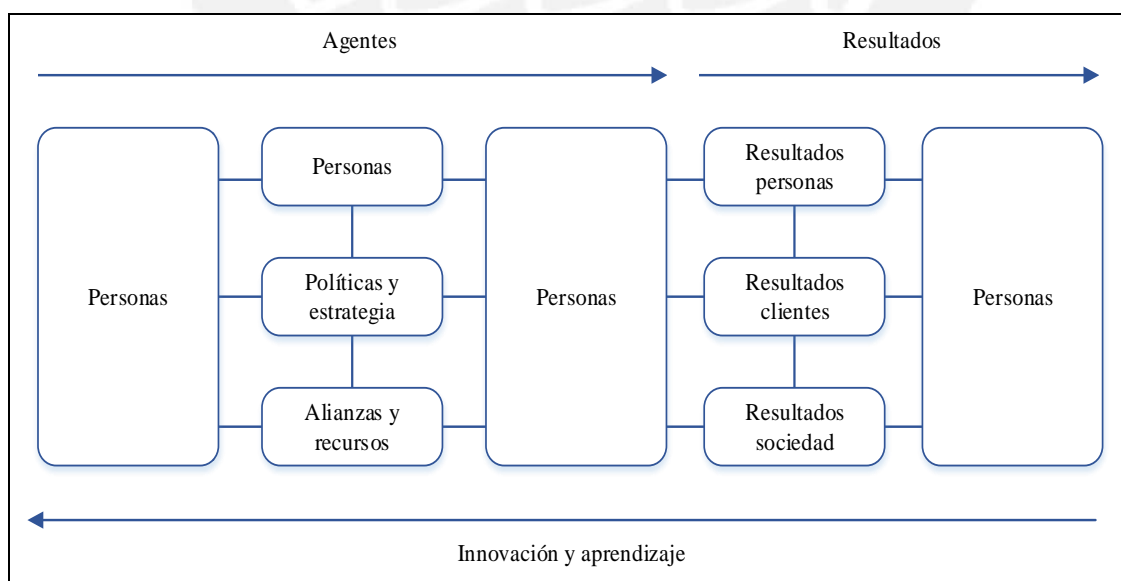 Agentes
Resultados
Personas
Personas
Políticas y
estrategia
Alianzas y
recursos
Personas
Resultados
personas
Resultados
clientes
Resultados
sociedad
Personas
Innovación y aprendizaje